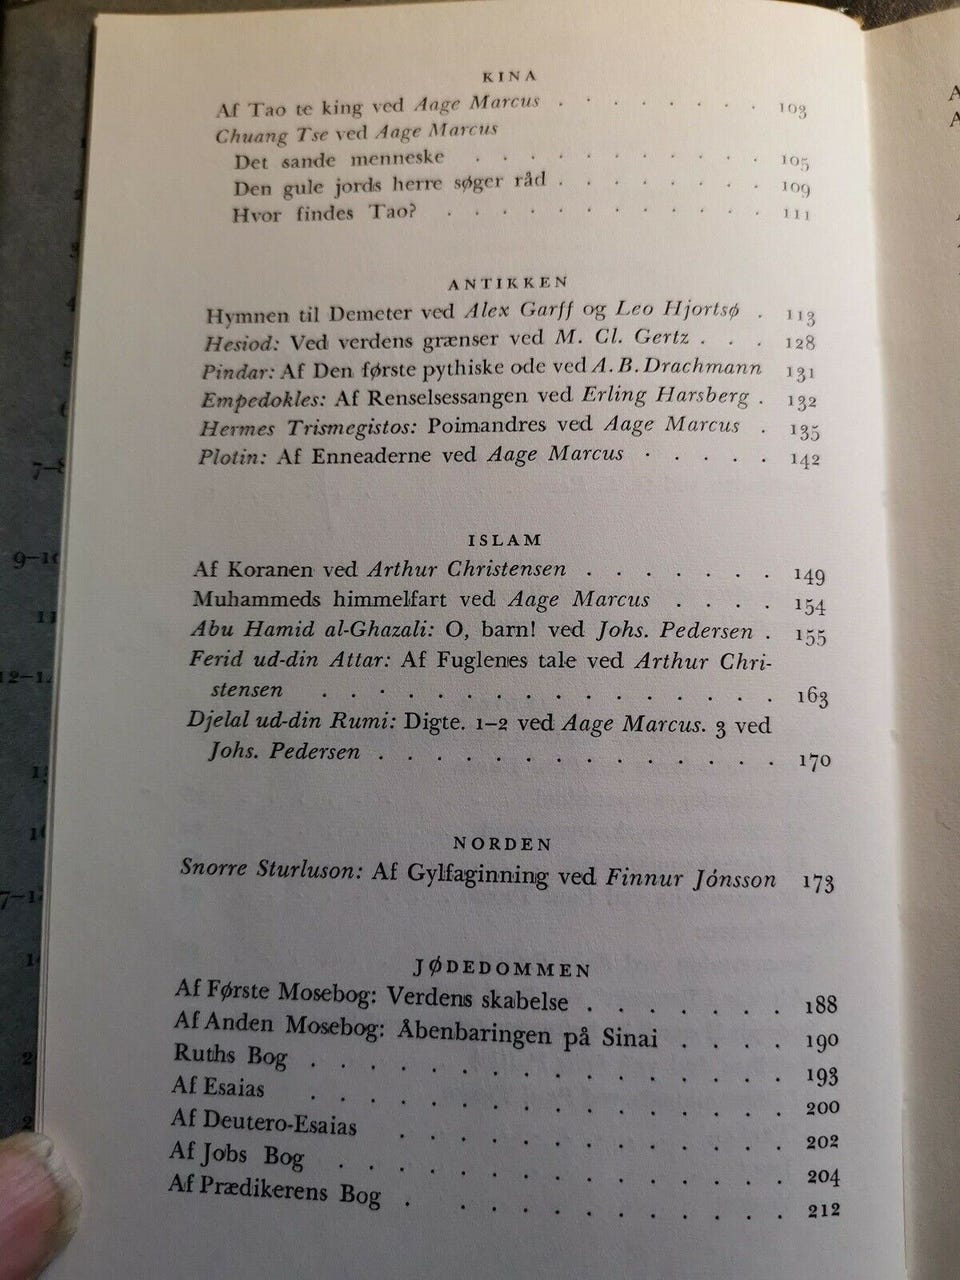 KINA
Af Tao te king ved Aage Marcus . . . . . . . 103
Chuang Tse ved Aage Marcus
Det sande menneske . . . . . . . . . . . 105
Den gule jords herre søger råd . . . . . . . . 109
Hvor findes Tao? . . . . . . . . . . . . 111
ANTIKKEN
Hymnen til Demeter ved Alex Garff og Leo Hjortsø . 113
Hesiod: Ved verdens grænser ved M. Cl. Gertz . . . 128
Pindar: Af Den første pythiske ode ved A. B. Drachmann 131
Empedokles: Af Renselsessangen ved Erling Harsberg . 132
Hermes Trismegistos: Poimandres ved Aage Marcus . 135
Plotin: Af Enneaderne ved Aage Marcus . . . . . 142
ISLAM
Af Koranen ved Arthur Christensen . . . . . . . 149
Muhammeds himmelfart ved Aage Marcus . . . . 154
Abu Hamid al-Ghazali: O, barn! ved Johs. Pedersen . 155
Ferid ud-din Attar: Af Fuglenes tale ved Arthur Chri-
stensen . . . . . . . . . . . . . . . . 163
Djelal ud-din Rumi: Digte. 1–2 ved Aage Marcus. 3 ved
Johs. Pedersen . . . . . . . . . . . . . . 170
NORDEN
Snorre Sturluson: Af Gylfaginning ved Finnur Jónsson 173
JØDEDOMMEN
Af Første Mosebog: Verdens skabelse . . . . . . . 188
Af Anden Mosebog: Åbenbaringen på Sinai . . . . 190
Ruths Bog . . . . . . . . . . . . . . . . 193
Af Esaias . . . . . . . . . . . . . . . . 200
Af Deutero-Esaias . . . . . . . . . . . . . 202
Af Jobs Bog . . . . . . . . . . . . . . . 204
Af Prædikerens Bog . . . . . . . . . . . . 212